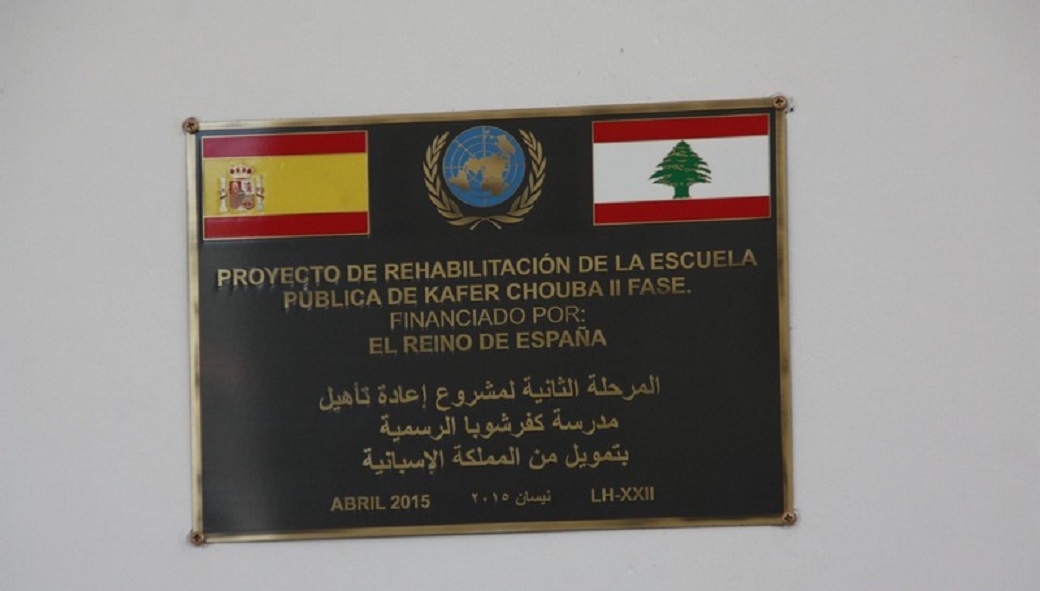 PROYECTO DE REHABILITACIÓN DE LA ESCUELA
PÚBLICA DE KAFER CHOUBA II FASE.
FINANCIADO POR:
EL REINO DE ESPAÑA
المرحلة الثانية لمشروع إعادة تأهيل
مدرسة كفرشوبا الرسمية
بتمويل من المملكة الإسبانية
ABRIL 2015 نيسان ٢٠١٥ LH-XXII